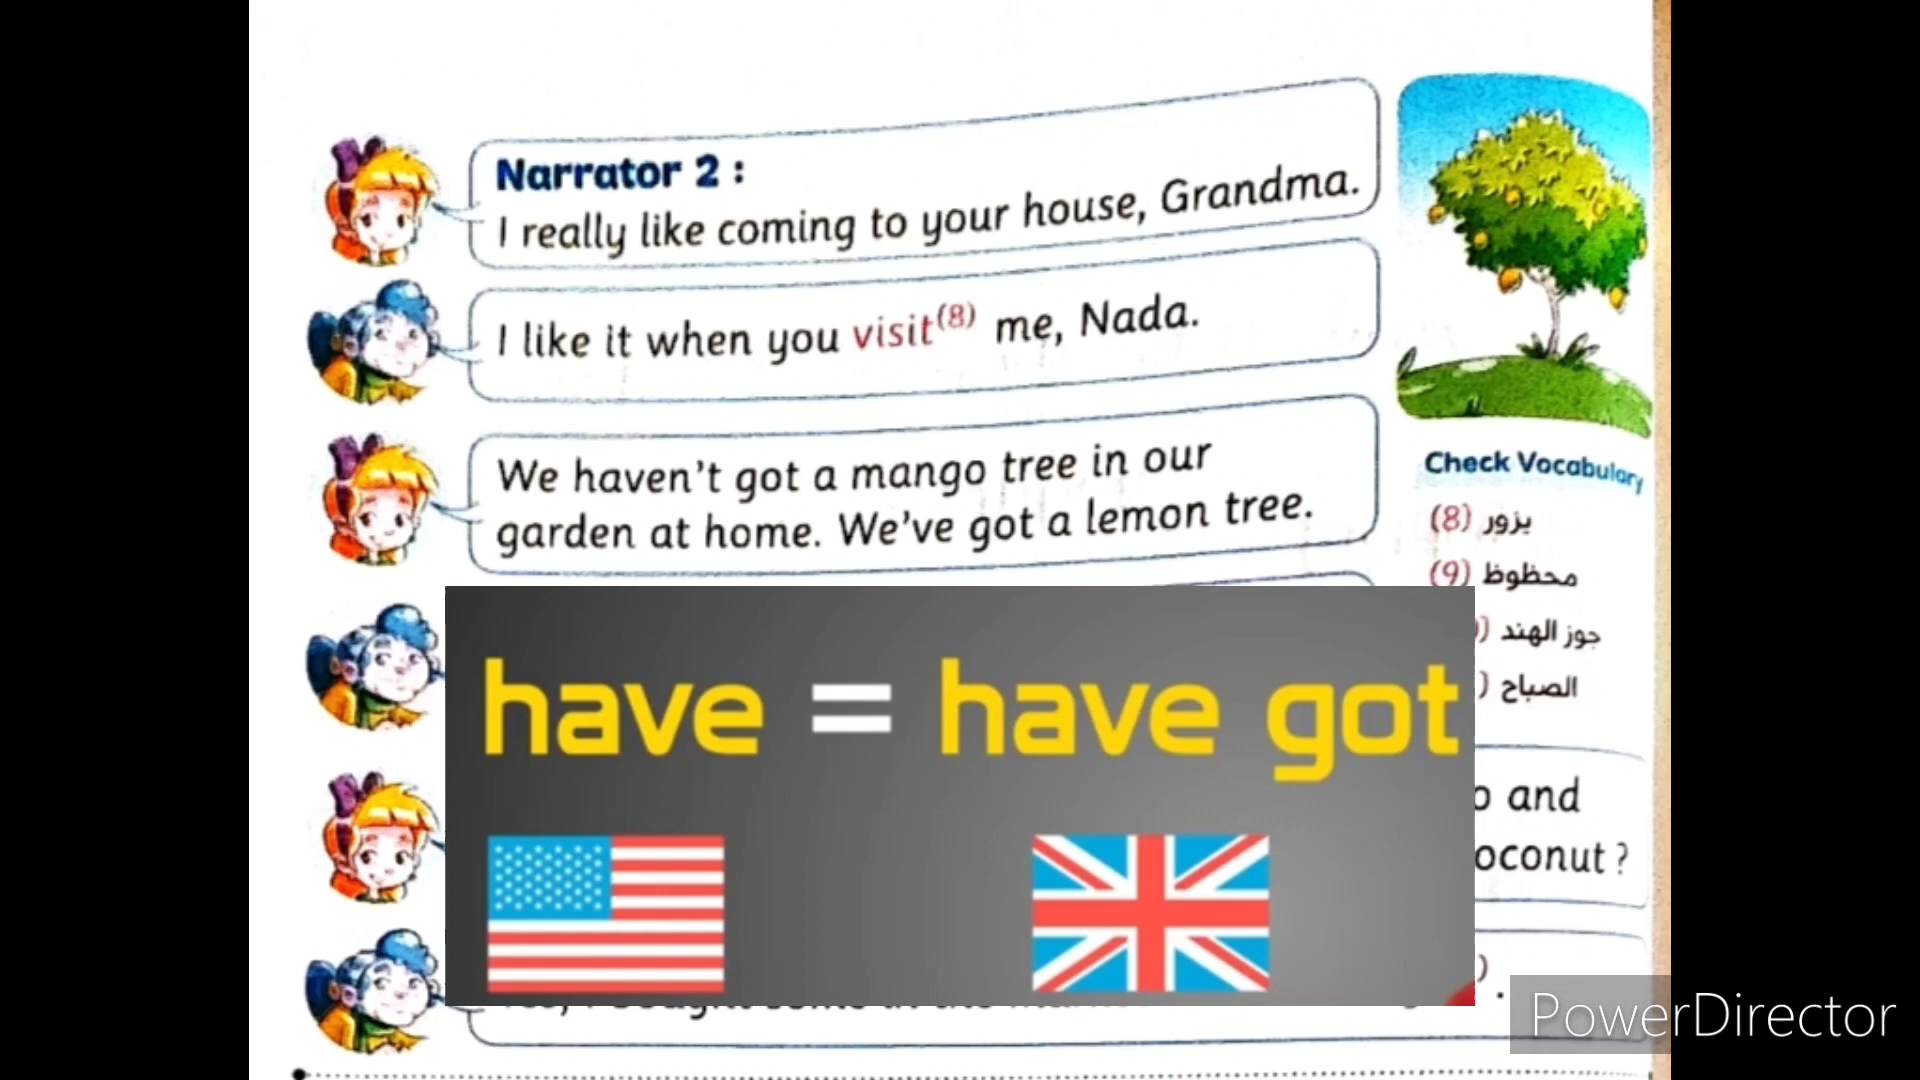 Narrator 2 :
I really like coming to your house, Grandma.
I like it when you visit(8) me, Nada.
We haven't got a mango tree in our
garden at home. We've got a lemon tree.
Check Vocabulary
(8) يزور
(9) محظوظ
جوز الهند
الصباح
have = have got
and
oconut ?
PowerDirector